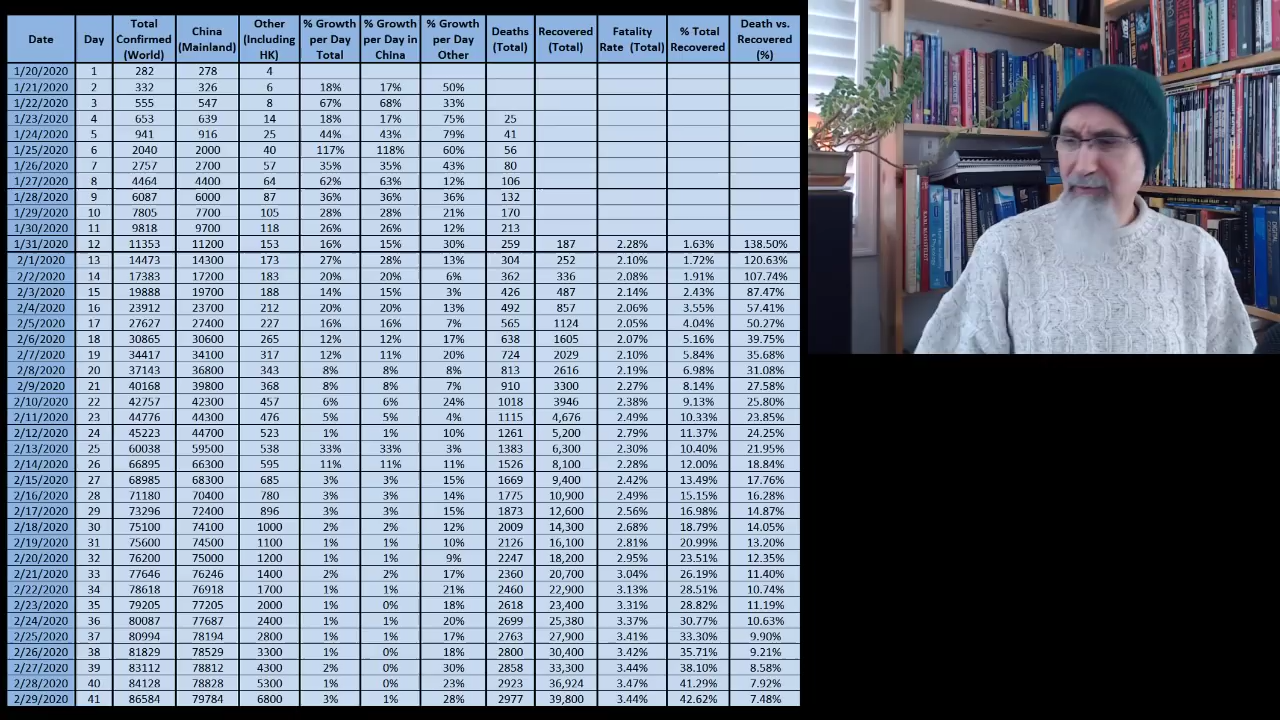 Date Day Total Confirmed (World) China (Mainland) Other (Including HK) % Growth per Day Total % Growth per Day in China % Growth per Day Other Deaths (Total) Recovered (Total) Fatality Rate (Total) % Total Recovered Death vs. Recovered (%)
1/20/2020 1 282 278 4
1/21/2020 2 332 326 6 18% 17% 50%
1/22/2020 3 555 547 8 67% 68% 33%
1/23/2020 4 653 639 14 18% 17% 75% 25
1/24/2020 5 941 916 25 44% 43% 79% 41
1/25/2020 6 2040 2000 40 117% 118% 60% 56
1/26/2020 7 2757 2700 57 35% 35% 43% 80
1/27/2020 8 4464 4400 64 62% 63% 12% 106
1/28/2020 9 6087 6000 87 36% 36% 36% 132
1/29/2020 10 7805 7700 105 28% 28% 21% 170
1/30/2020 11 9818 9700 118 26% 26% 12% 213
1/31/2020 12 11353 11200 153 16% 15% 30% 259 187 2.28% 1.63% 138.50%
2/1/2020 13 14473 14300 173 27% 28% 13% 304 252 2.10% 1.72% 120.63%
2/2/2020 14 17383 17200 183 20% 20% 6% 362 336 2.08% 1.91% 107.74%
2/3/2020 15 19888 19700 188 14% 15% 3% 426 487 2.14% 2.43% 87.47%
2/4/2020 16 23912 23700 212 20% 20% 13% 492 857 2.06% 3.55% 57.41%
2/5/2020 17 27627 27400 227 16% 16% 7% 565 1124 2.05% 4.04% 50.27%
2/6/2020 18 30865 30600 265 12% 12% 17% 638 1605 2.07% 5.16% 39.75%
2/7/2020 19 34417 34100 317 12% 11% 20% 724 2029 2.10% 5.84% 35.68%
2/8/2020 20 37143 36800 343 8% 8% 8% 813 2616 2.19% 6.98% 31.08%
2/9/2020 21 40168 39800 368 8% 8% 7% 910 3300 2.27% 8.14% 27.58%
2/10/2020 22 42757 42300 457 6% 6% 24% 1018 3946 2.38% 9.13% 25.80%
2/11/2020 23 44776 44300 476 5% 5% 4% 1115 4,676 2.49% 10.33% 23.85%
2/12/2020 24 45223 44700 523 1% 1% 10% 1261 5,200 2.79% 11.37% 24.25%
2/13/2020 25 60038 59500 538 33% 33% 3% 1383 6,300 2.30% 10.40% 21.95%
2/14/2020 26 66895 66300 595 11% 11% 11% 1526 8,100 2.28% 12.00% 18.84%
2/15/2020 27 68985 68300 685 3% 3% 15% 1669 9,400 2.42% 13.49% 17.76%
2/16/2020 28 71180 70400 780 3% 3% 14% 1775 10,900 2.49% 15.15% 16.28%
2/17/2020 29 73296 72400 896 3% 3% 15% 1873 12,600 2.56% 16.98% 14.87%
2/18/2020 30 75100 74100 1000 2% 2% 12% 2009 14,300 2.68% 18.79% 14.05%
2/19/2020 31 75600 74500 1100 1% 1% 10% 2126 16,100 2.81% 20.99% 13.20%
2/20/2020 32 76200 75000 1200 1% 1% 9% 2247 18,200 2.95% 23.51% 12.35%
2/21/2020 33 77646 76246 1400 2% 2% 17% 2360 20,700 3.04% 26.19% 11.40%
2/22/2020 34 78618 76918 1700 1% 1% 21% 2460 22,900 3.13% 28.51% 10.74%
2/23/2020 35 79205 77205 2000 1% 0% 18% 2618 23,400 3.31% 28.82% 11.19%
2/24/2020 36 80087 77687 2400 1% 1% 20% 2699 25,380 3.37% 30.77% 10.63%
2/25/2020 37 80994 78194 2800 1% 1% 17% 2763 27,900 3.41% 33.30% 9.90%
2/26/2020 38 81829 78529 3300 1% 0% 18% 2800 30,400 3.42% 35.71% 9.21%
2/27/2020 39 83112 78812 4300 2% 0% 30% 2858 33,300 3.44% 38.10% 8.58%
2/28/2020 40 84128 78828 5300 1% 0% 23% 2923 36,924 3.47% 41.29% 7.92%
2/29/2020 41 86584 79784 6800 3% 1% 28% 2977 39,800 3.44% 42.62% 7.48%